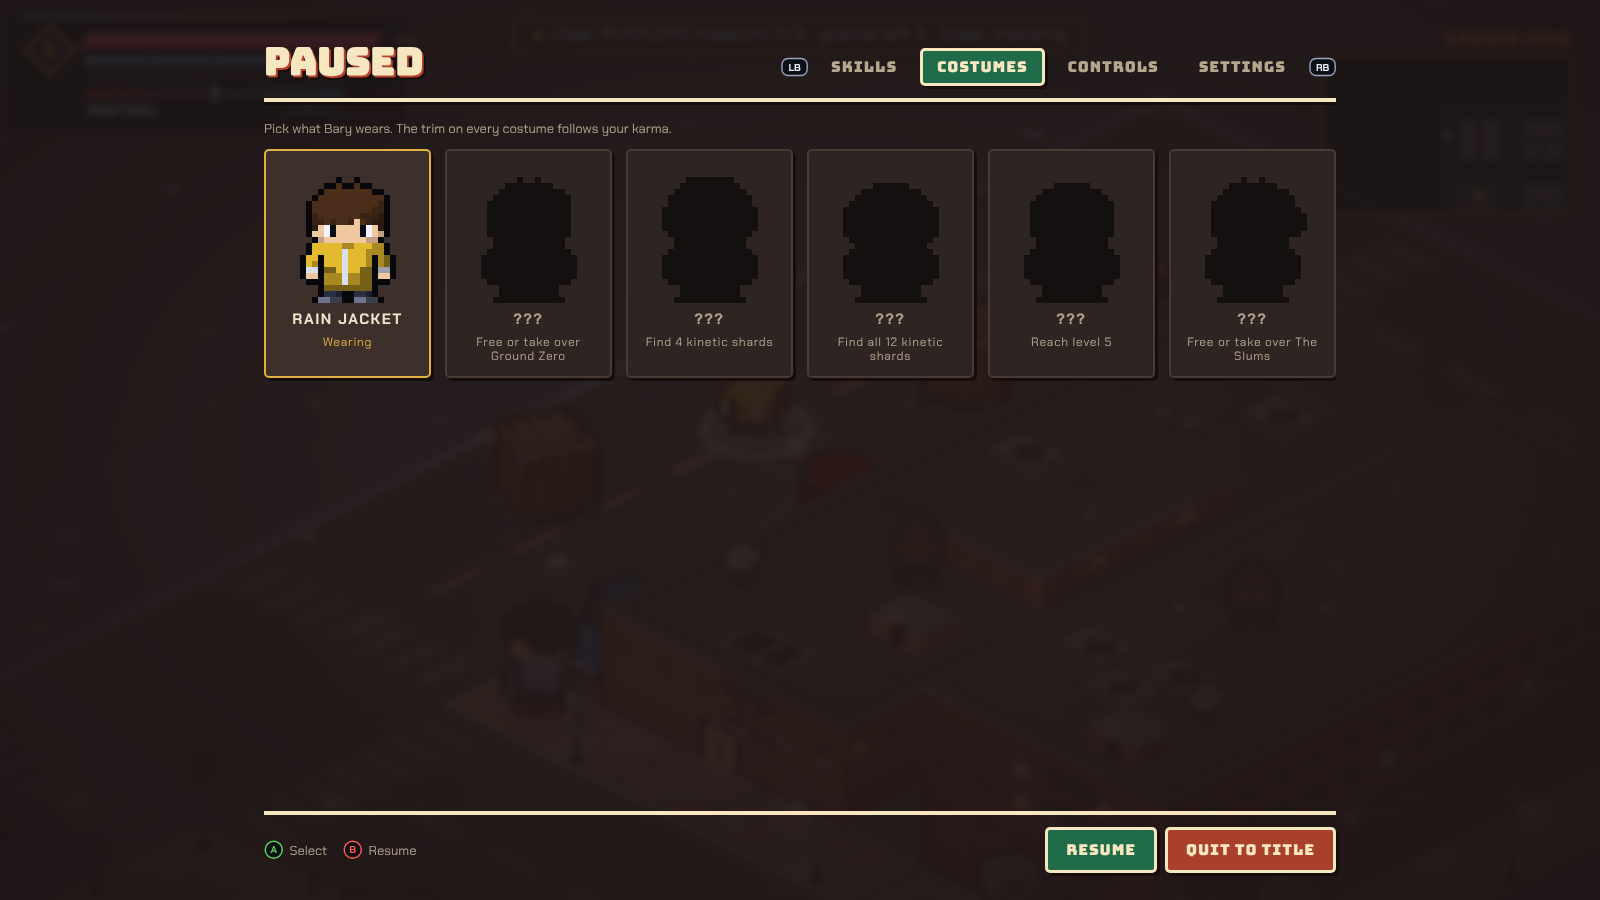 PAUSED
LB SKILLS COSTUMES CONTROLS SETTINGS RB
Pick what Bary wears. The trim on every costume follows your karma.
RAIN JACKET
Wearing
???
Free or take over
Ground Zero
???
Find 4 kinetic shards
???
Find all 12 kinetic
shards
???
Reach level 5
???
Free or take over The
Slums
A Select B Resume
RESUME QUIT TO TITLE